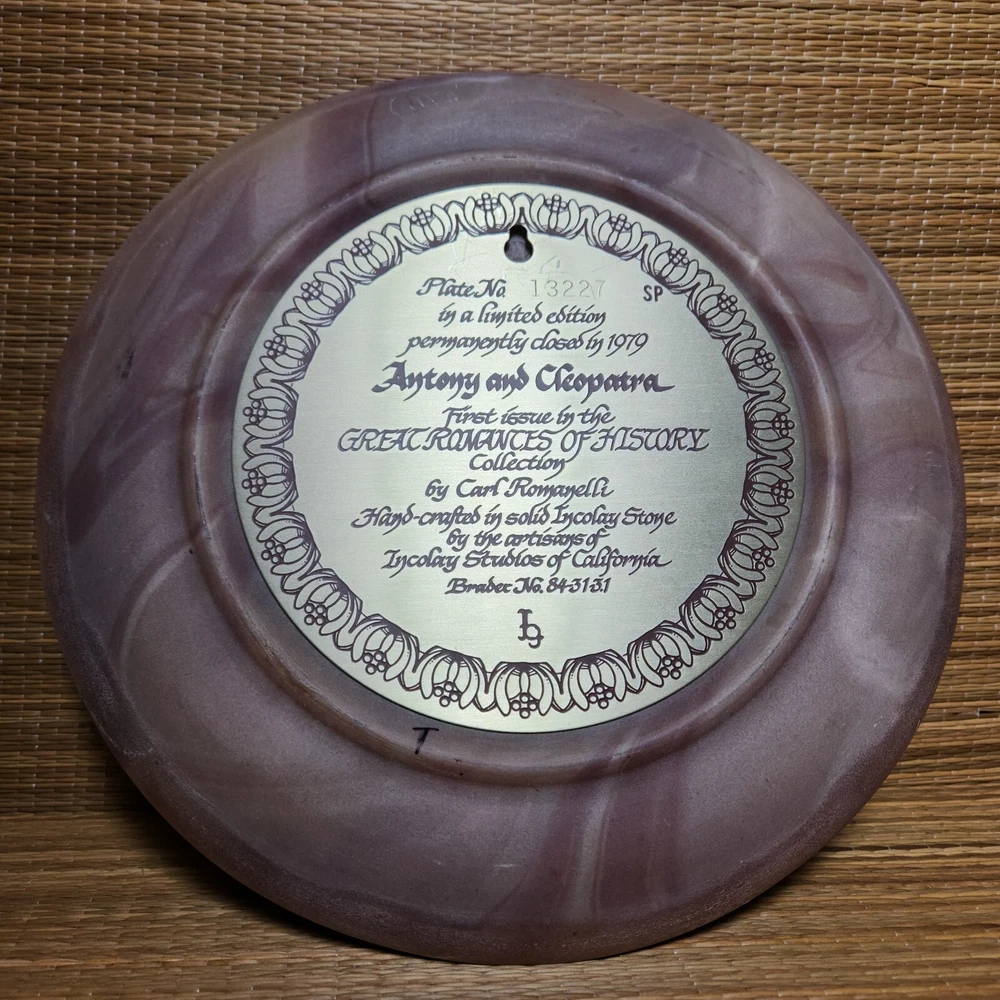 Plate No. 13227 SP
in a limited edition
permanently closed in 1979
Antony and Cleopatra
First issue in the
GREAT ROMANCES OF HISTORY
Collection
by Carl Romanelli
Hand-crafted in solid Incolay Stone
by the artisans of
Incolay Studios of California
Bradex No. 84-31-3.1
T